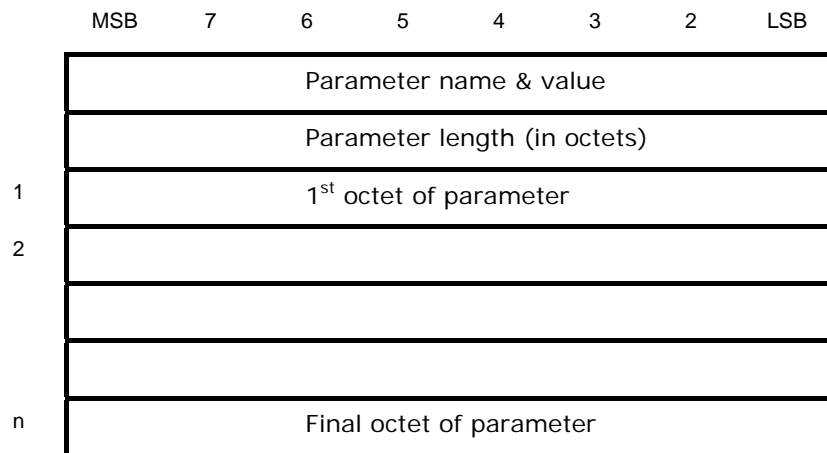 MSB 7 6 5 4 3 2 LSB
Parameter name & value
Parameter length (in octets)
1 1st octet of parameter
2
n Final octet of parameter